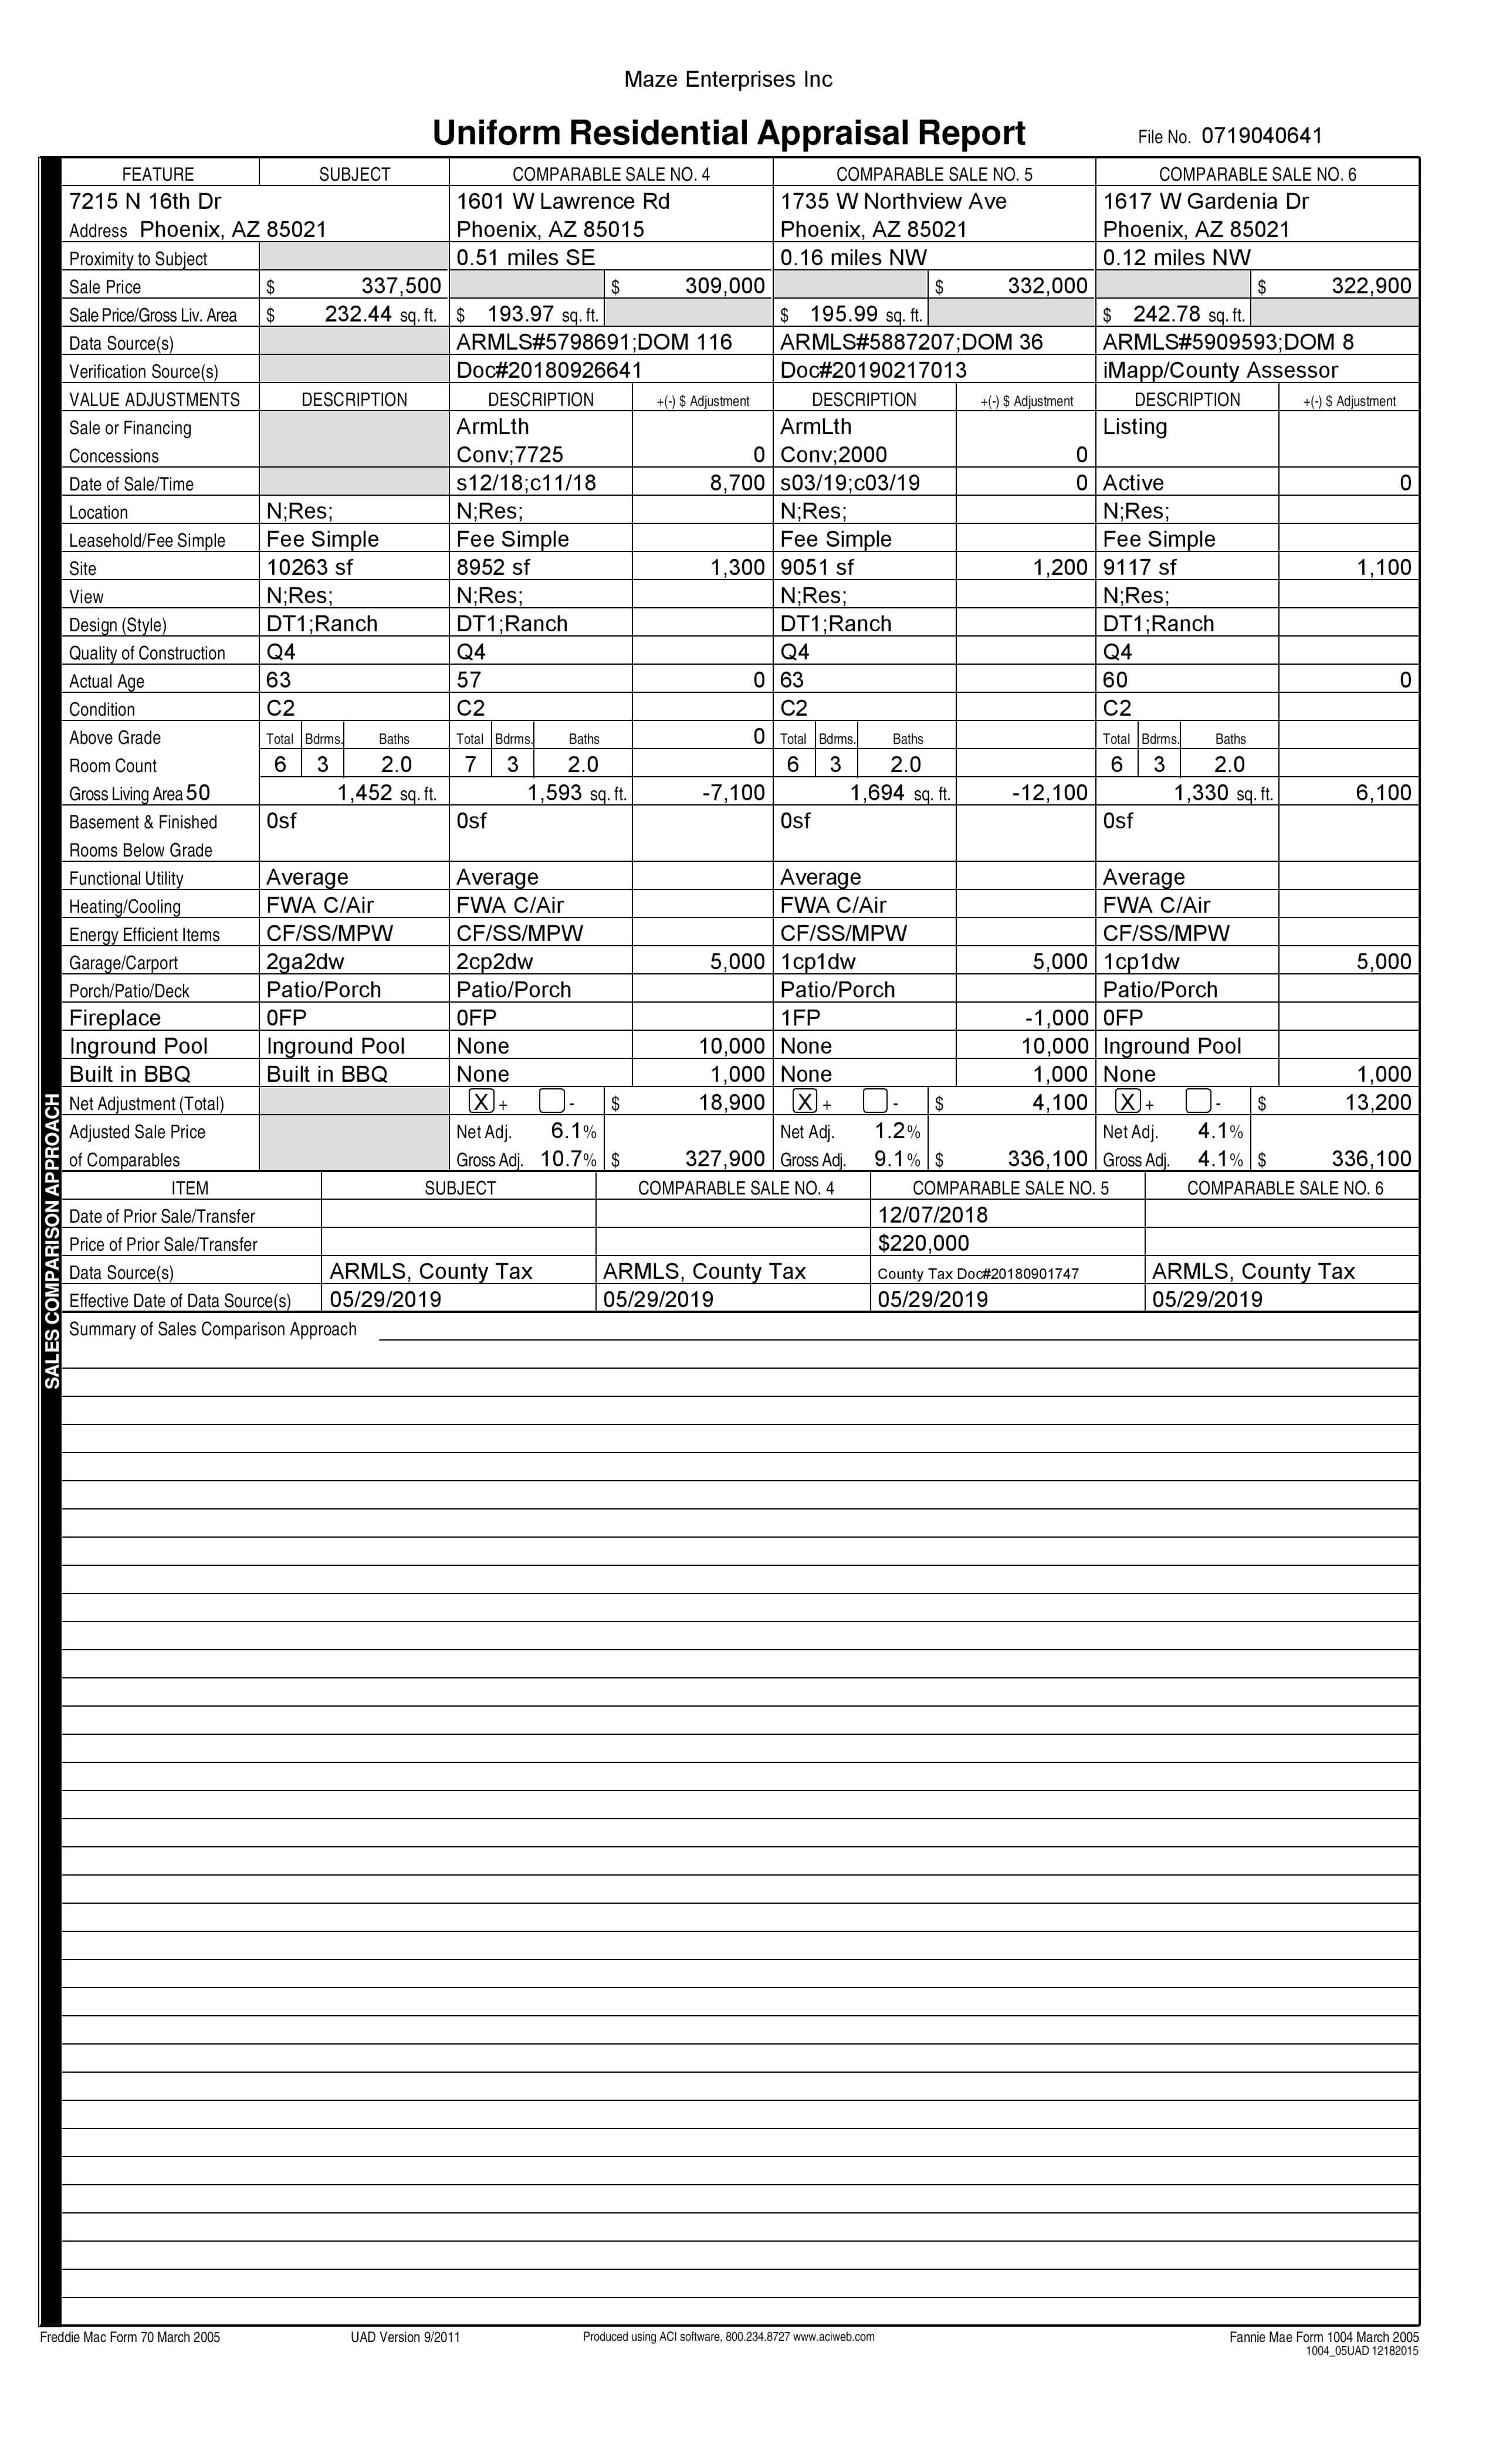 Maze Enterprises Inc
Uniform Residential Appraisal Report File No. 0719040641
FEATURE SUBJECT COMPARABLE SALE NO. 4 COMPARABLE SALE NO. 5 COMPARABLE SALE NO. 6
7215 N 16th Dr 1601 W Lawrence Rd 1735 W Northview Ave 1617 W Gardenia Dr
Address Phoenix, AZ 85021 Phoenix, AZ 85015 Phoenix, AZ 85021 Phoenix, AZ 85021
Proximity to Subject 0.51 miles SE 0.16 miles NW 0.12 miles NW
Sale Price $ 337,500 $ 309,000 $ 332,000 $ 322,900
Sale Price/Gross Liv. Area $ 232.44 sq. ft. $ 193.97 sq. ft. $ 195.99 sq. ft. $ 242.78 sq. ft.
Data Source(s) ARMLS#5798691;DOM 116 ARMLS#5887207;DOM 36 ARMLS#5909593;DOM 8
Verification Source(s) Doc#20180926641 Doc#20190217013 iMapp/County Assessor
VALUE ADJUSTMENTS DESCRIPTION DESCRIPTION +(-) $ Adjustment DESCRIPTION +(-) $ Adjustment DESCRIPTION +(-) $ Adjustment
Sale or Financing ArmLth ArmLth Listing
Concessions Conv;7725 0 Conv;2000 0
Date of Sale/Time s12/18;c11/18 8,700 s03/19;c03/19 0 Active 0
Location N;Res; N;Res; N;Res; N;Res;
Leasehold/Fee Simple Fee Simple Fee Simple Fee Simple Fee Simple
Site 10263 sf 8952 sf 1,300 9051 sf 1,200 9117 sf 1,100
View N;Res; N;Res; N;Res; N;Res;
Design (Style) DT1;Ranch DT1;Ranch DT1;Ranch DT1;Ranch
Quality of Construction Q4 Q4 Q4 Q4
Actual Age 63 57 0 63 60 0
Condition C2 C2 C2 C2
Above Grade Total Bdrms. Baths Total Bdrms. Baths 0 Total Bdrms. Baths Total Bdrms. Baths
Room Count 6 3 2.0 7 3 2.0 6 3 2.0 6 3 2.0
Gross Living Area 50 1,452 sq. ft. 1,593 sq. ft. -7,100 1,694 sq. ft. -12,100 1,330 sq. ft. 6,100
Basement & Finished 0sf 0sf 0sf 0sf
Rooms Below Grade
Functional Utility Average Average Average Average
Heating/Cooling FWA C/Air FWA C/Air FWA C/Air FWA C/Air
Energy Efficient Items CF/SS/MPW CF/SS/MPW CF/SS/MPW CF/SS/MPW
Garage/Carport 2ga2dw 2cp2dw 5,000 1cp1dw 5,000 1cp1dw 5,000
Porch/Patio/Deck Patio/Porch Patio/Porch Patio/Porch Patio/Porch
Fireplace 0FP 0FP 1FP -1,000 0FP
Inground Pool Inground Pool None 10,000 None 10,000 Inground Pool
Built in BBQ Built in BBQ None 1,000 None 1,000 None 1,000
Net Adjustment (Total) X + - $ 18,900 X + - $ 4,100 X + - $ 13,200
Adjusted Sale Price Net Adj. 6.1% Net Adj. 1.2% Net Adj. 4.1%
of Comparables Gross Adj. 10.7% $ 327,900 Gross Adj. 9.1% $ 336,100 Gross Adj. 4.1% $ 336,100
ITEM SUBJECT COMPARABLE SALE NO. 4 COMPARABLE SALE NO. 5 COMPARABLE SALE NO. 6
Date of Prior Sale/Transfer 12/07/2018
Price of Prior Sale/Transfer $220,000
Data Source(s) ARMLS, County Tax ARMLS, County Tax County Tax Doc#20180901747 ARMLS, County Tax
Effective Date of Data Source(s) 05/29/2019 05/29/2019 05/29/2019 05/29/2019
Summary of Sales Comparison Approach
SALES COMPARISON APPROACH
Freddie Mac Form 70 March 2005 UAD Version 9/2011 Produced using ACI software, 800.234.8727 www.aciweb.com Fannie Mae Form 1004 March 2005
1004_05UAD 12182015